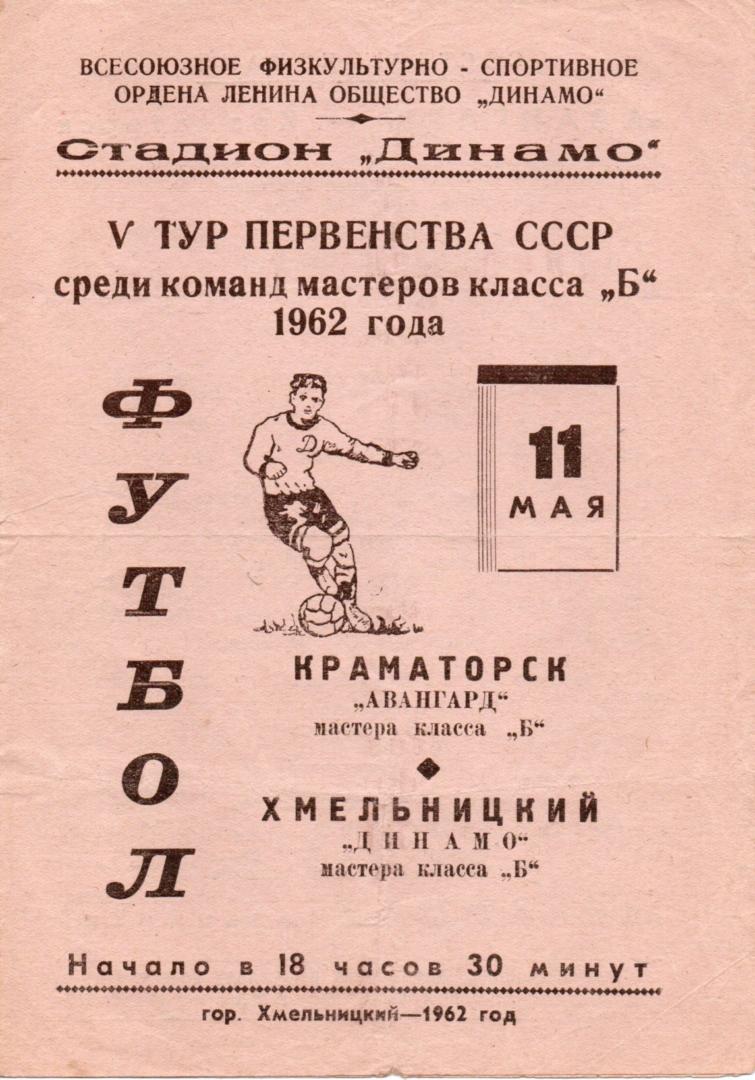 ВСЕСОЮЗНОЕ ФИЗКУЛЬТУРНО - СПОРТИВНОЕ
ОРДЕНА ЛЕНИНА ОБЩЕСТВО „ДИНАМО“
Стадион „Динамо“
V ТУР ПЕРВЕНСТВА СССР
среди команд мастеров класса „Б“
1962 года
ФУТБОЛ
Д
11
МАЯ
КРАМАТОРСК
„АВАНГАРД“
мастера класса „Б“
ХМЕЛЬНИЦКИЙ
„ДИНАМО“
мастера класса „Б“
Начало в 18 часов 30 минут
гор. Хмельницкий—1962 год